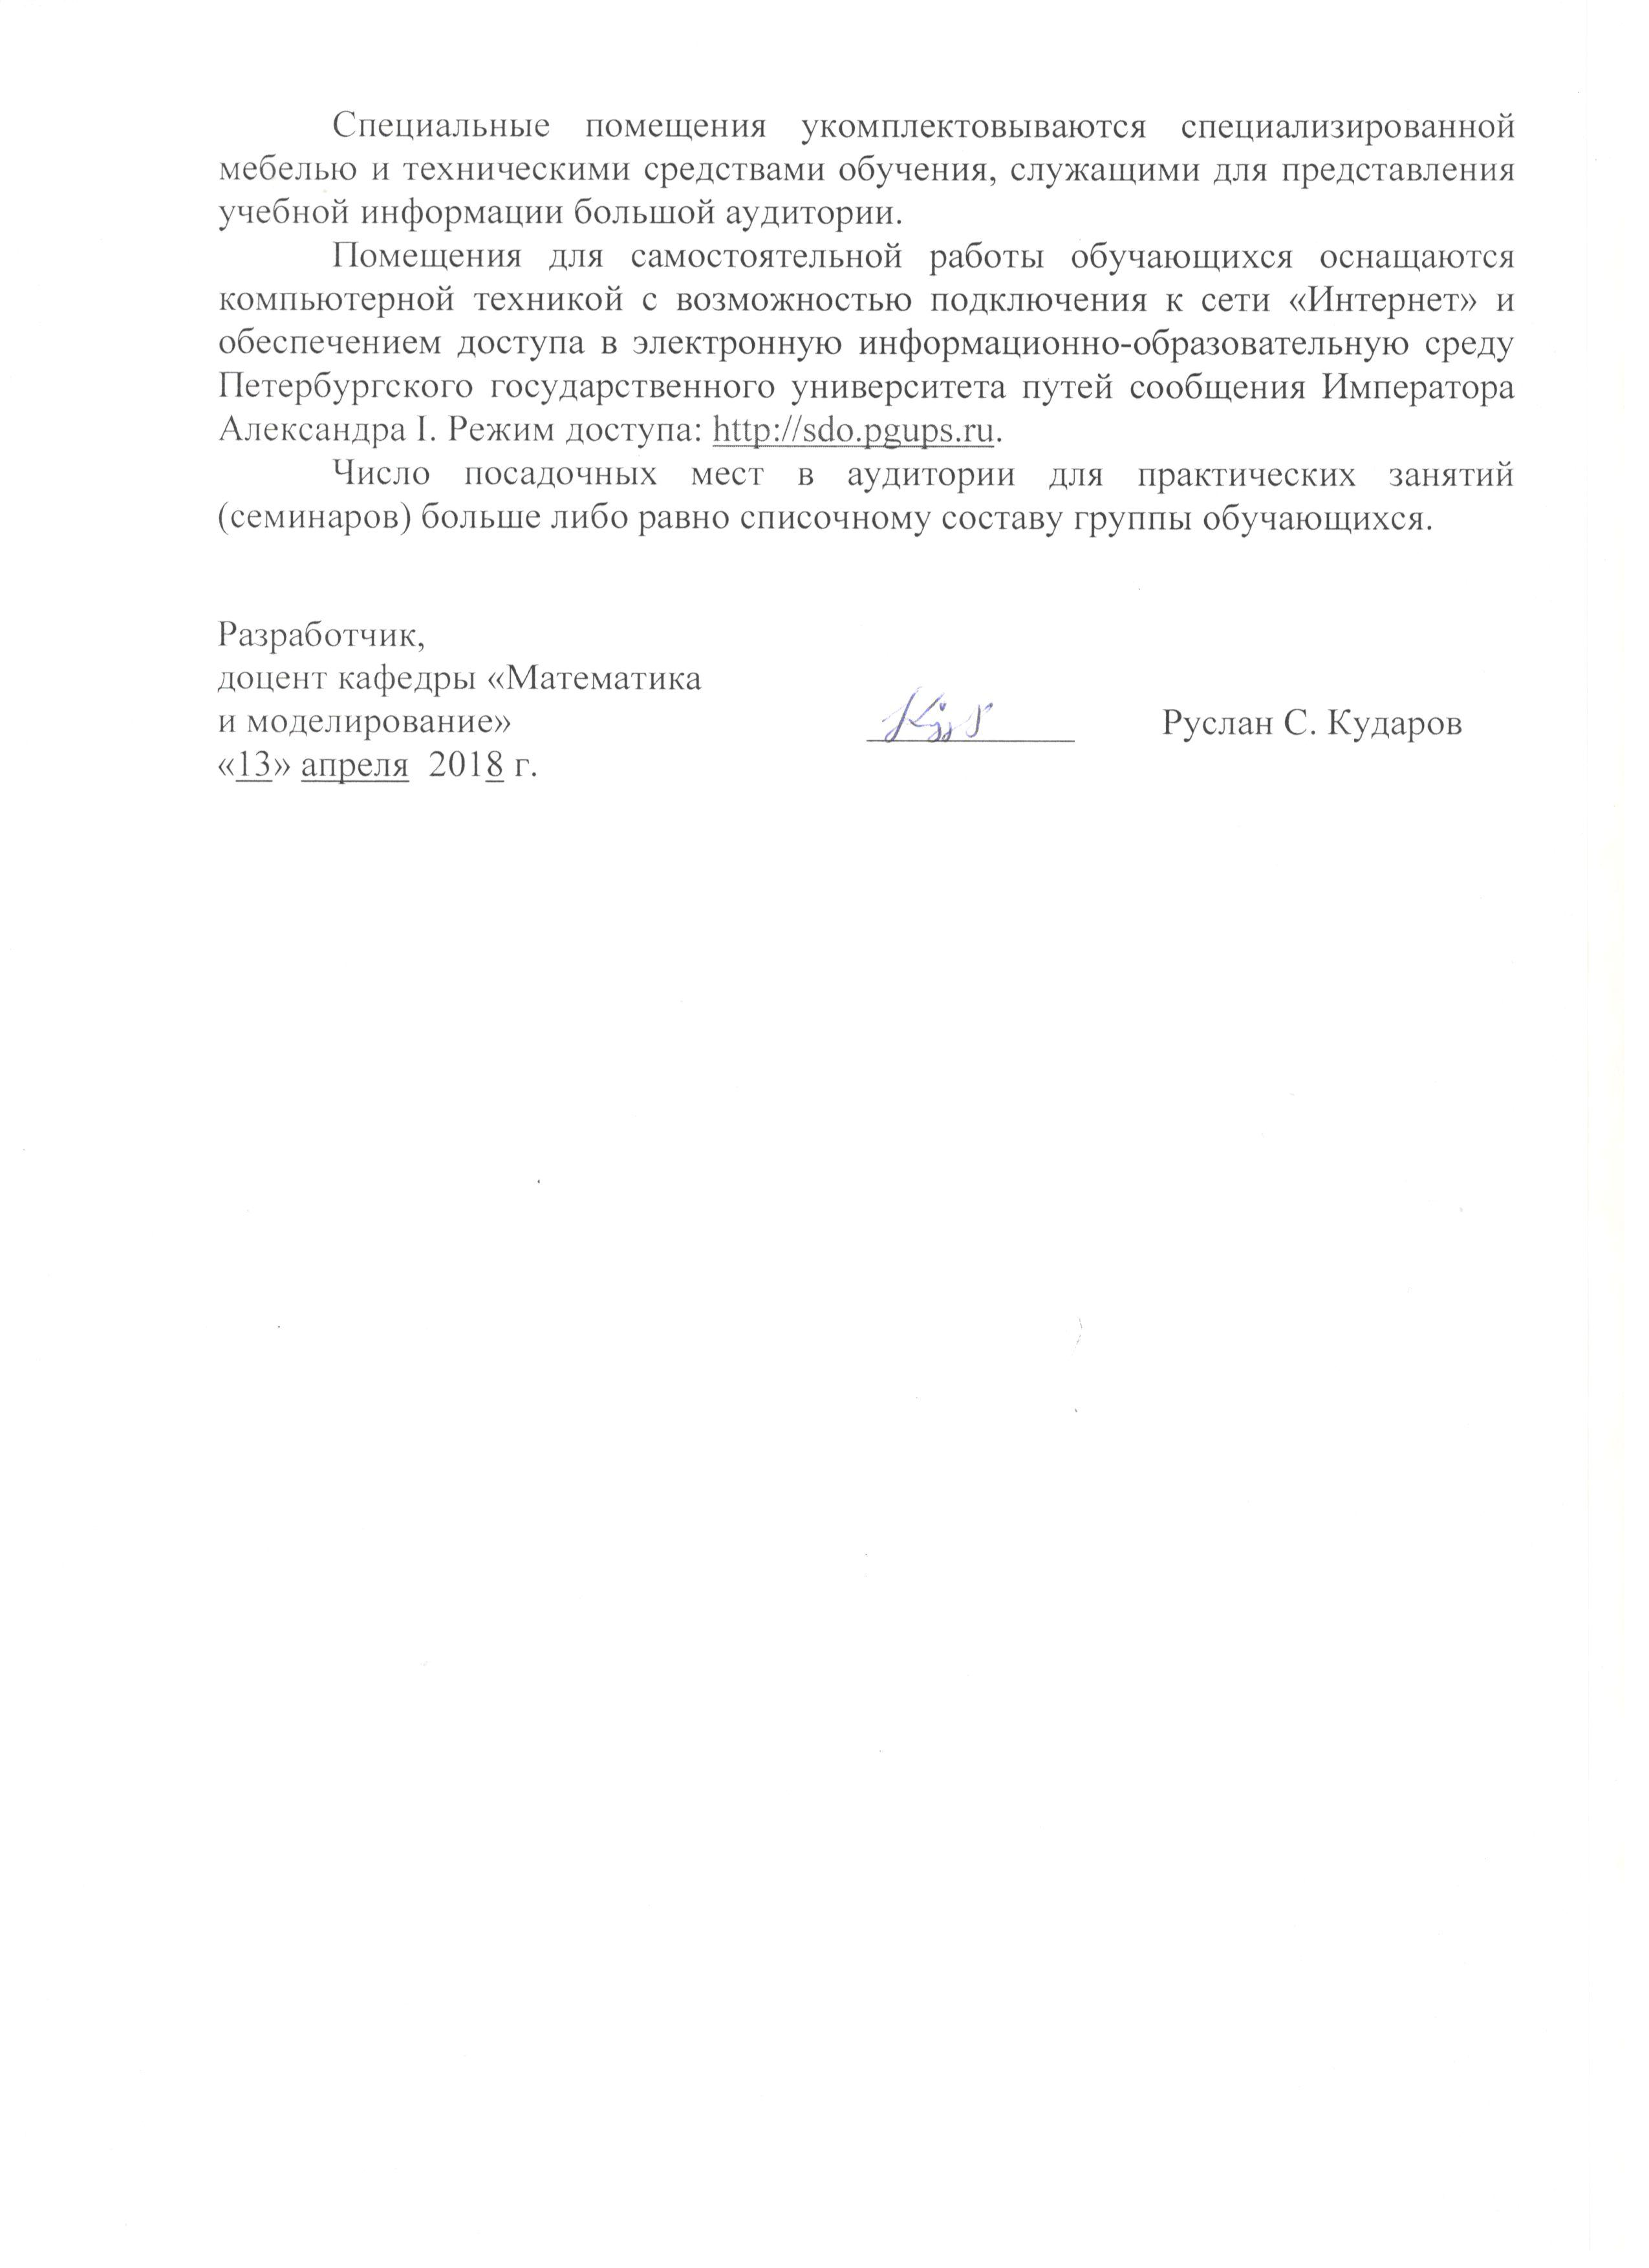 Специальные помещения укомплектовываются специализированной
мебелью и техническими средствами обучения, служащими для представления
учебной информации большой аудитории.
Помещения для самостоятельной работы обучающихся оснащаются
компьютерной техникой с возможностью подключения к сети «Интернет» и
обеспечением доступа в электронную информационно-образовательную среду
Петербургского государственного университета путей сообщения Императора
Александра I. Режим доступа: http://sdo.pgups.ru.
Число посадочных мест в аудитории для практических занятий
(семинаров) больше либо равно списочному составу группы обучающихся.
Разработчик,
доцент кафедры «Математика
и моделирование» Руслан С. Кударов
«13» апреля 2018 г.